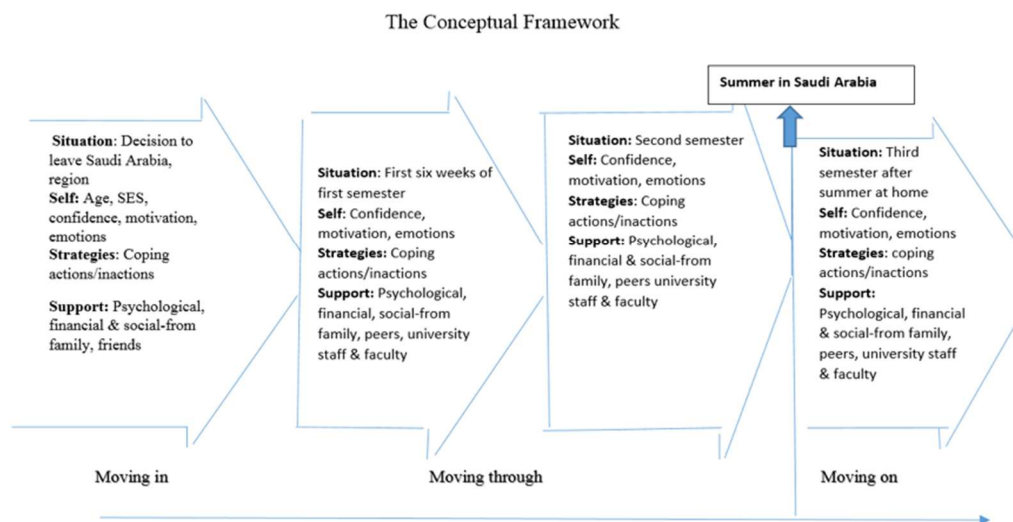 The Conceptual Framework
Summer in Saudi Arabia
Situation: Decision to
leave Saudi Arabia,
region
Self: Age, SES,
confidence, motivation,
emotions
Strategies: Coping
actions/inactions
Support: Psychological,
financial & social-from
family, friends
Situation: First six weeks of
first semester
Self: Confidence,
motivation, emotions
Strategies: Coping
actions/inactions
Support: Psychological,
financial, social-from
family, peers, university
staff & faculty
Situation: Second semester
Self: Confidence,
motivation, emotions
Strategies: Coping
actions/inactions
Support: Psychological,
financial & social-from
family, peers university
staff & faculty
Situation: Third
semester after
summer at home
Self: Confidence,
motivation, emotions
Strategies: coping
actions/inactions
Support:
Psychological, financial
& social-from family,
peers, university staff
& faculty
Moving in
Moving through
Moving on